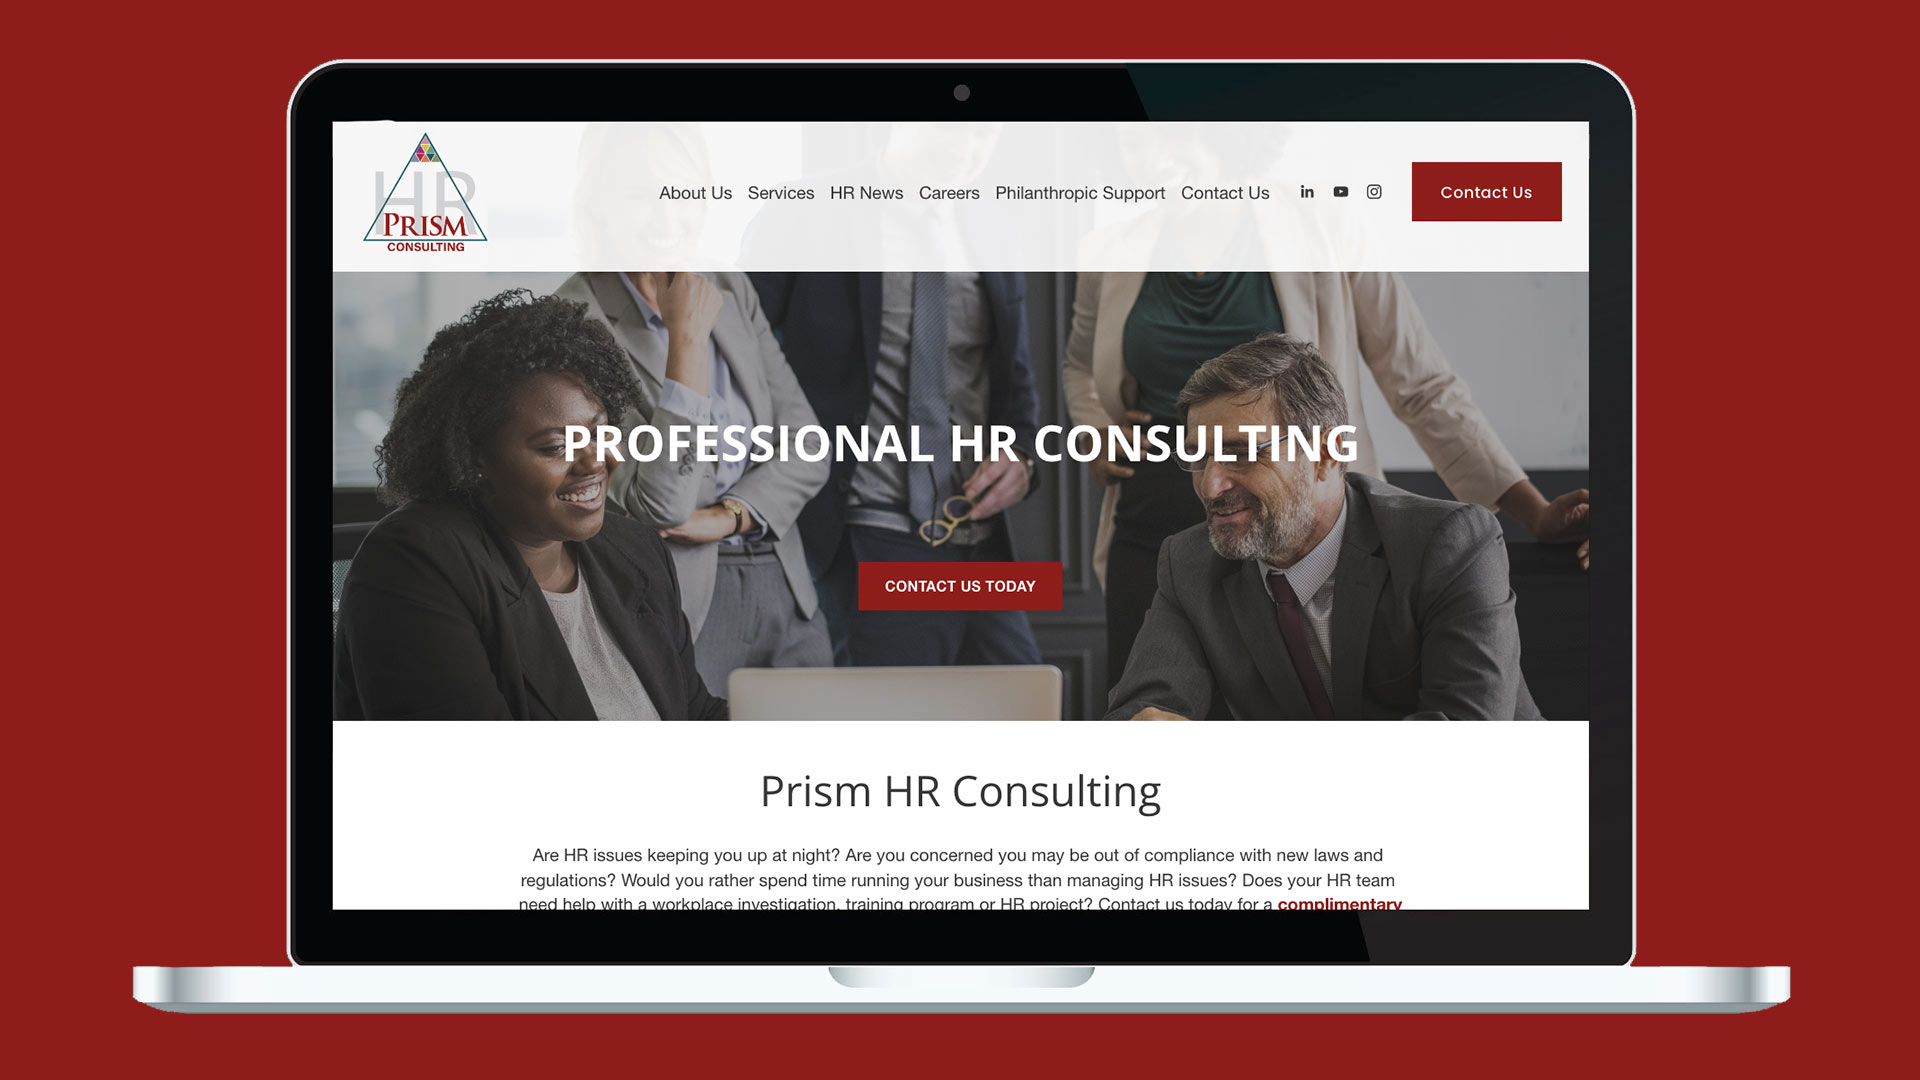 HR
PRISM
CONSULTING
About Us Services HR News Careers Philanthropic Support Contact Us
Contact Us
PROFESSIONAL HR CONSULTING
CONTACT US TODAY
Prism HR Consulting
Are HR issues keeping you up at night? Are you concerned you may be out of compliance with new laws and
regulations? Would you rather spend time running your business than managing HR issues? Does your HR team
need help with a workplace investigation, training program or HR project? Contact us today for a complimentary